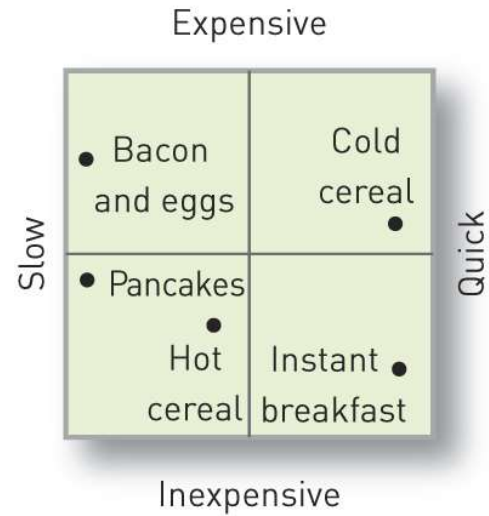 Expensive
Bacon
and eggs
Cold
cereal
Slow
Quick
Pancakes
Hot
cereal
Instant
breakfast
Inexpensive